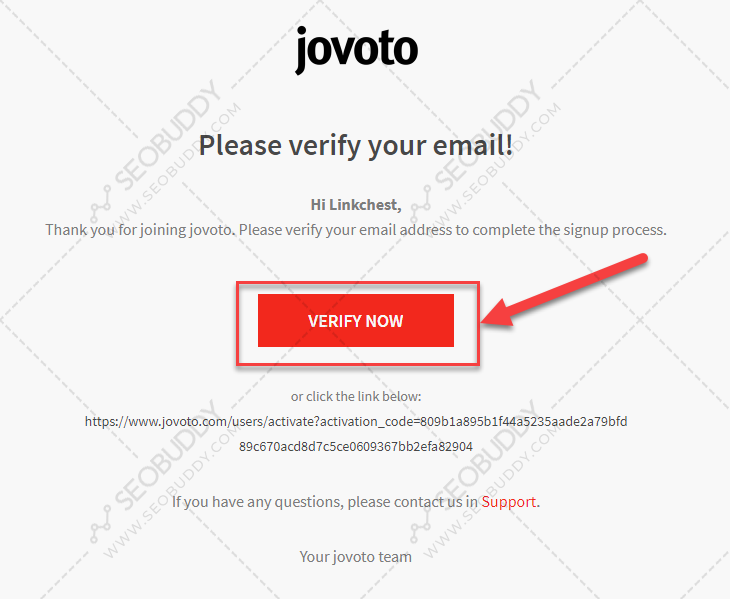 jovoto
Please verify your email!
Hi Linkchest,
Thank you for joining jovoto. Please verify your email address to complete the signup process.
VERIFY NOW
or click the link below:
https://www.jovoto.com/users/activate?activation_code=809b1a895b1f44a5235aade2a79bfd
89c670acd8d7c5ce0609367bb2efa82904
If you have any questions, please contact us in Support.
Your jovoto team
SEOBUDDY
WWW.SEOBUDDY.COM
SEOBUDDY
WWW.SEOBUDDY.COM
SEOBUDDY
WWW.SEOBUDDY.COM
SEOBUDDY
WWW.SEOBUDDY.COM